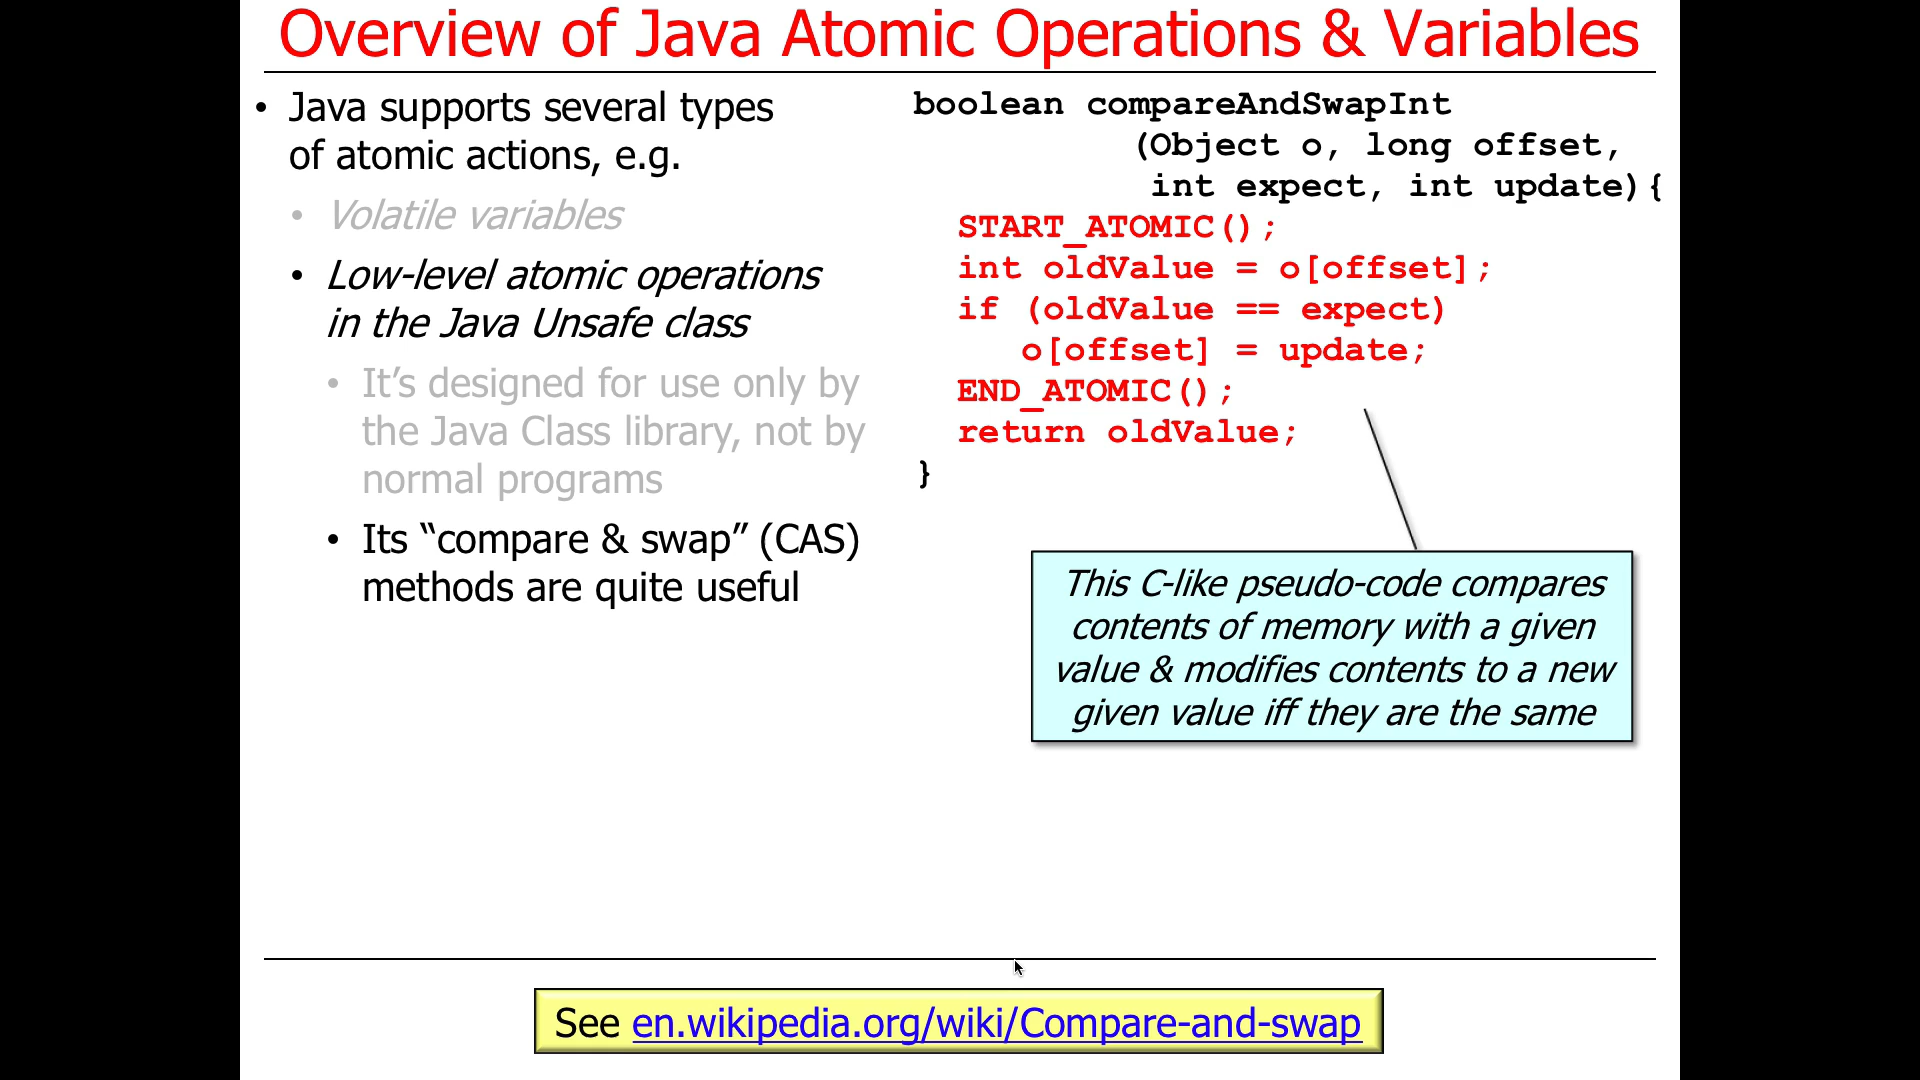 Overview of Java Atomic Operations & Variables
• Java supports several types
of atomic actions, e.g.
• Volatile variables
• Low-level atomic operations
in the Java Unsafe class
• It’s designed for use only by
the Java Class library, not by
normal programs
• Its “compare & swap” (CAS)
methods are quite useful
boolean compareAndSwapInt
(Object o, long offset,
int expect, int update){
START_ATOMIC();
int oldValue = o[offset];
if (oldValue == expect)
o[offset] = update;
END_ATOMIC();
return oldValue;
}
This C-like pseudo-code compares
contents of memory with a given
value & modifies contents to a new
given value iff they are the same
See en.wikipedia.org/wiki/Compare-and-swap